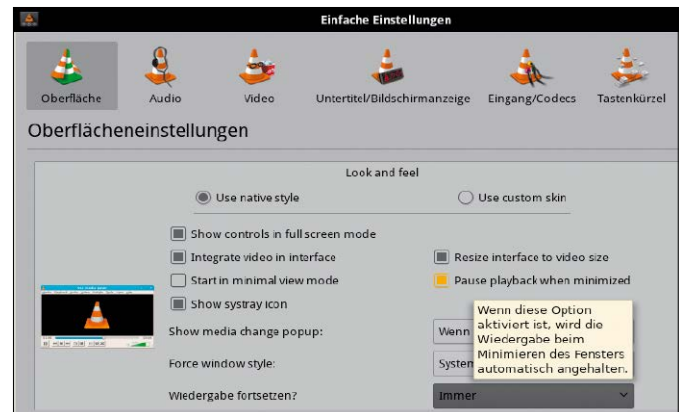 Einfache Einstellungen
Oberfläche Audio Video Untertitel/Bildschirmanzeige Eingang/Codecs Tastenkürzel
Oberflächeneinstellungen
Look and feel
Use native style Use custom skin
Show controls in full screen mode
Integrate video in interface Resize interface to video size
Start in minimal view mode Pause playback when minimized
Show systray icon
Show media change popup: Wenn
Force window style: System
Wiedergabe fortsetzen? Immer
Wenn diese Option
aktiviert ist, wird die
Wiedergabe beim
Minimieren des Fensters
automatisch angehalten.